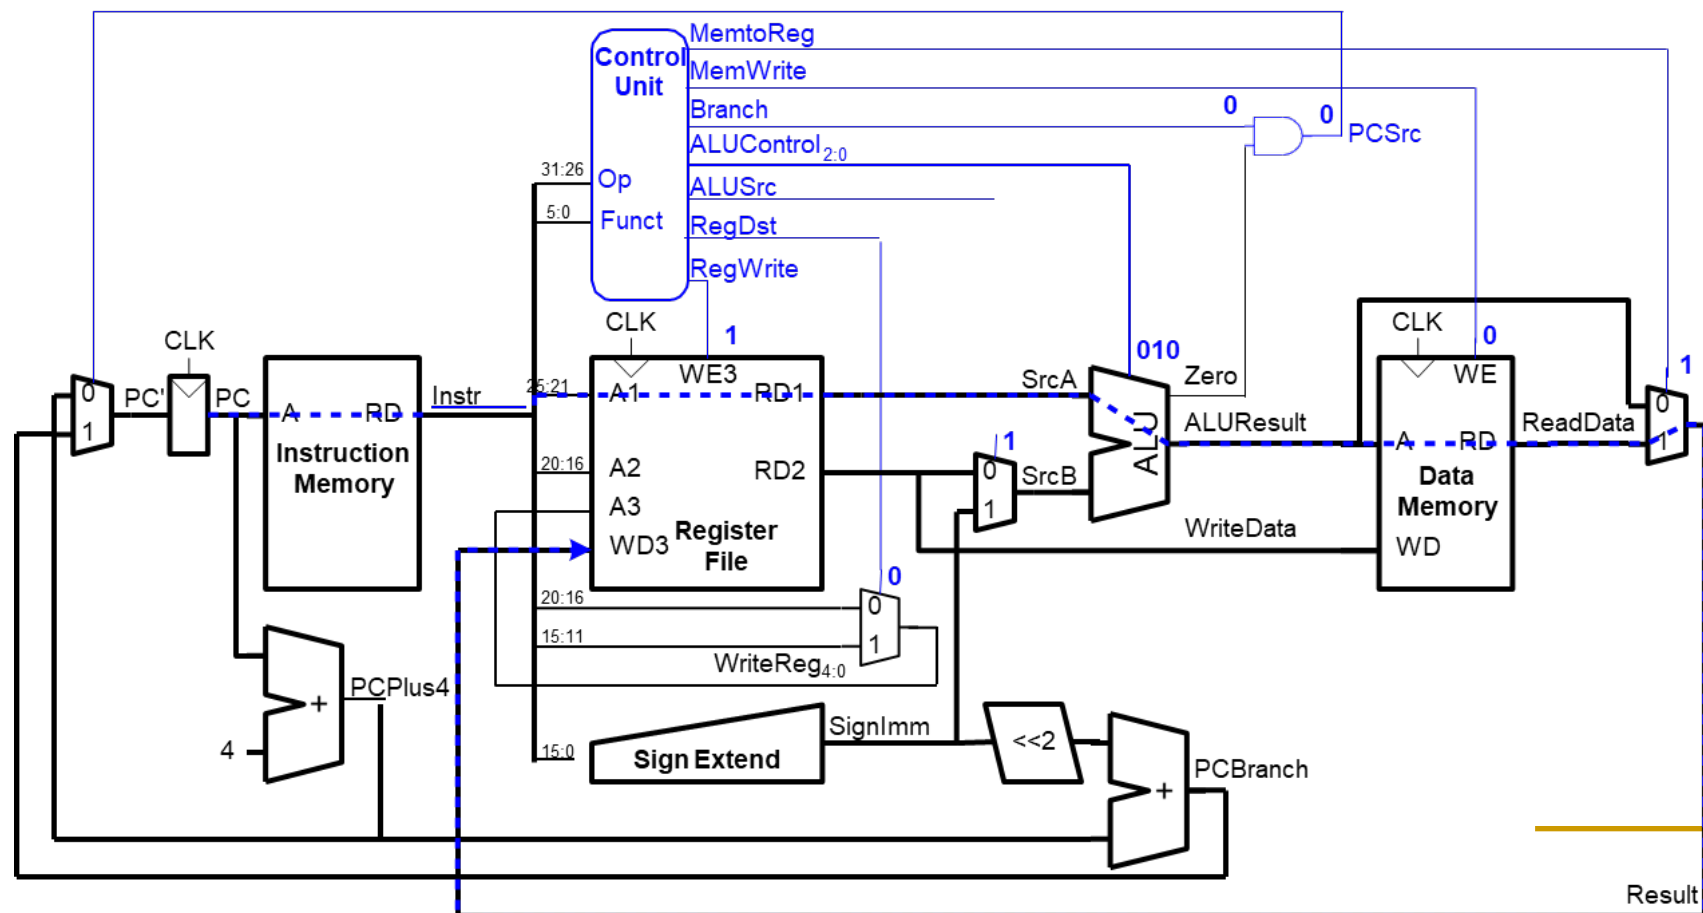 MemtoReg
Control
Unit
MemWrite
Branch
0
0
PCSrc
ALUControl2:0
31:26
Op
ALUSrc
5:0
Funct
RegDst
RegWrite
CLK
1
CLK
CLK
0
010
1
25:21
A1
WE3
RD1
SrcA
Zero
WE
0
PC'
PC
A
RD
Instr
0
1
Instruction
Memory
ALU
ALUResult
A
RD
ReadData
0
1
1
20:16
A2
RD2
0
SrcB
1
Data
Memory
A3
WD3
Register
File
WriteData
WD
0
20:16
0
15:11
1
WriteReg4:0
PCPlus4
+
4
15:0
Sign Extend
SignImm
<<2
PCBranch
+
Result